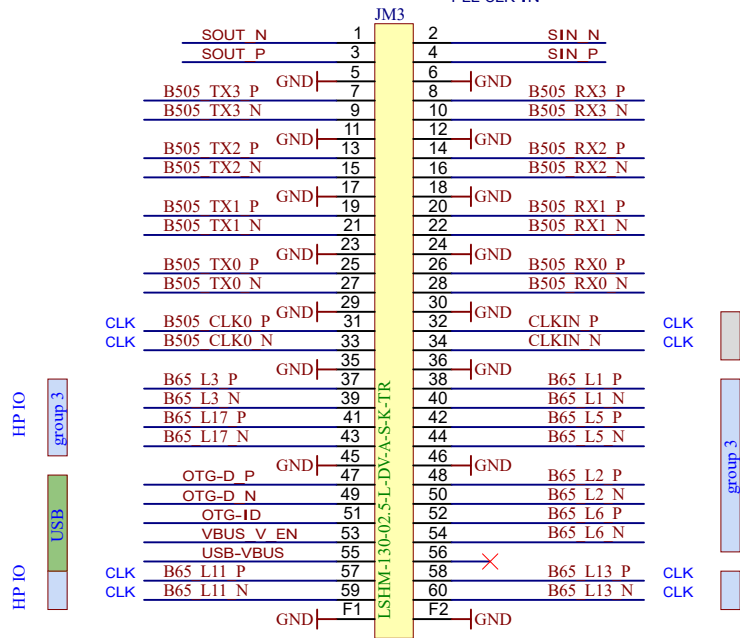 JM3
SOUT_N 1 2 SIN_N
SOUT_P 3 4 SIN_P
GND 5 6 GND
B505_TX3_P 7 8 B505_RX3_P
B505_TX3_N 9 10 B505_RX3_N
GND 11 12 GND
B505_TX2_P 13 14 B505_RX2_P
B505_TX2_N 15 16 B505_RX2_N
GND 17 18 GND
B505_TX1_P 19 20 B505_RX1_P
B505_TX1_N 21 22 B505_RX1_N
GND 23 24 GND
B505_TX0_P 25 26 B505_RX0_P
B505_TX0_N 27 28 B505_RX0_N
GND 29 30 GND
CLK B505_CLK0_P 31 32 CLKIN_P CLK
CLK B505_CLK0_N 33 34 CLKIN_N CLK
GND 35 36 GND
B65_L3_P 37 38 B65_L1_P
B65_L3_N 39 40 B65_L1_N
B65_L17_P 41 42 B65_L5_P
B65_L17_N 43 44 B65_L5_N
GND 45 46 GND
OTG-D_P 47 48 B65_L2_P
OTG-D_N 49 50 B65_L2_N
OTG-ID 51 52 B65_L6_P
VBUS_V_EN 53 54 B65_L6_N
USB-VBUS 55 56
CLK B65_L11_P 57 58 B65_L13_P CLK
CLK B65_L11_N 59 60 B65_L13_N CLK
GND F1 F2 GND
LSHM-130-02.5-L-DV-A-S-K-TR
HP IO
group 3
USB
HP IO
group 3